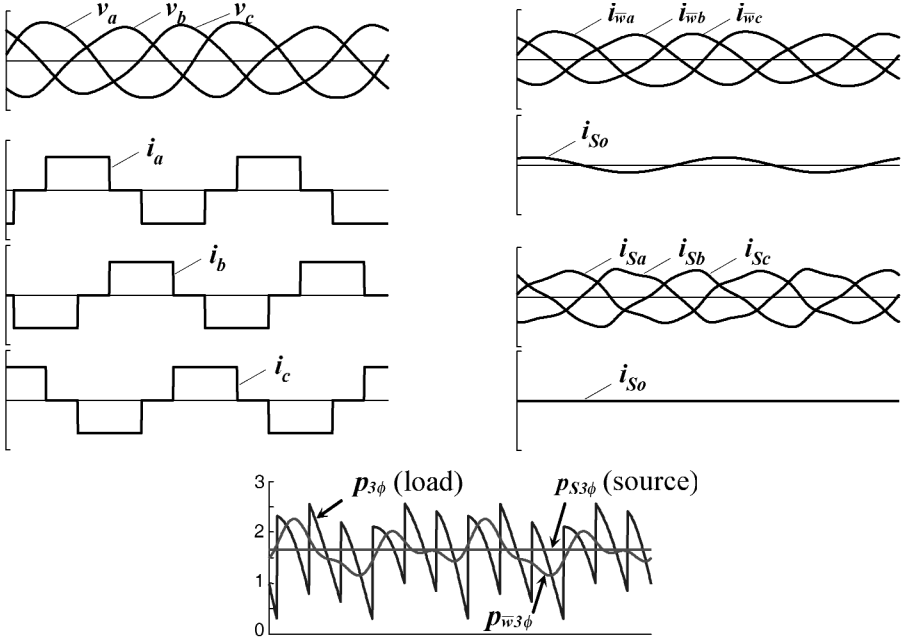 v_a v_b v_c
i_a
i_b
i_c
i_w̅a i_w̅b i_w̅c
i_So
i_Sa i_Sb i_Sc
i_So
3
2
1
0
p_3ϕ (load)
p_S3ϕ (source)
p_w̅3ϕ